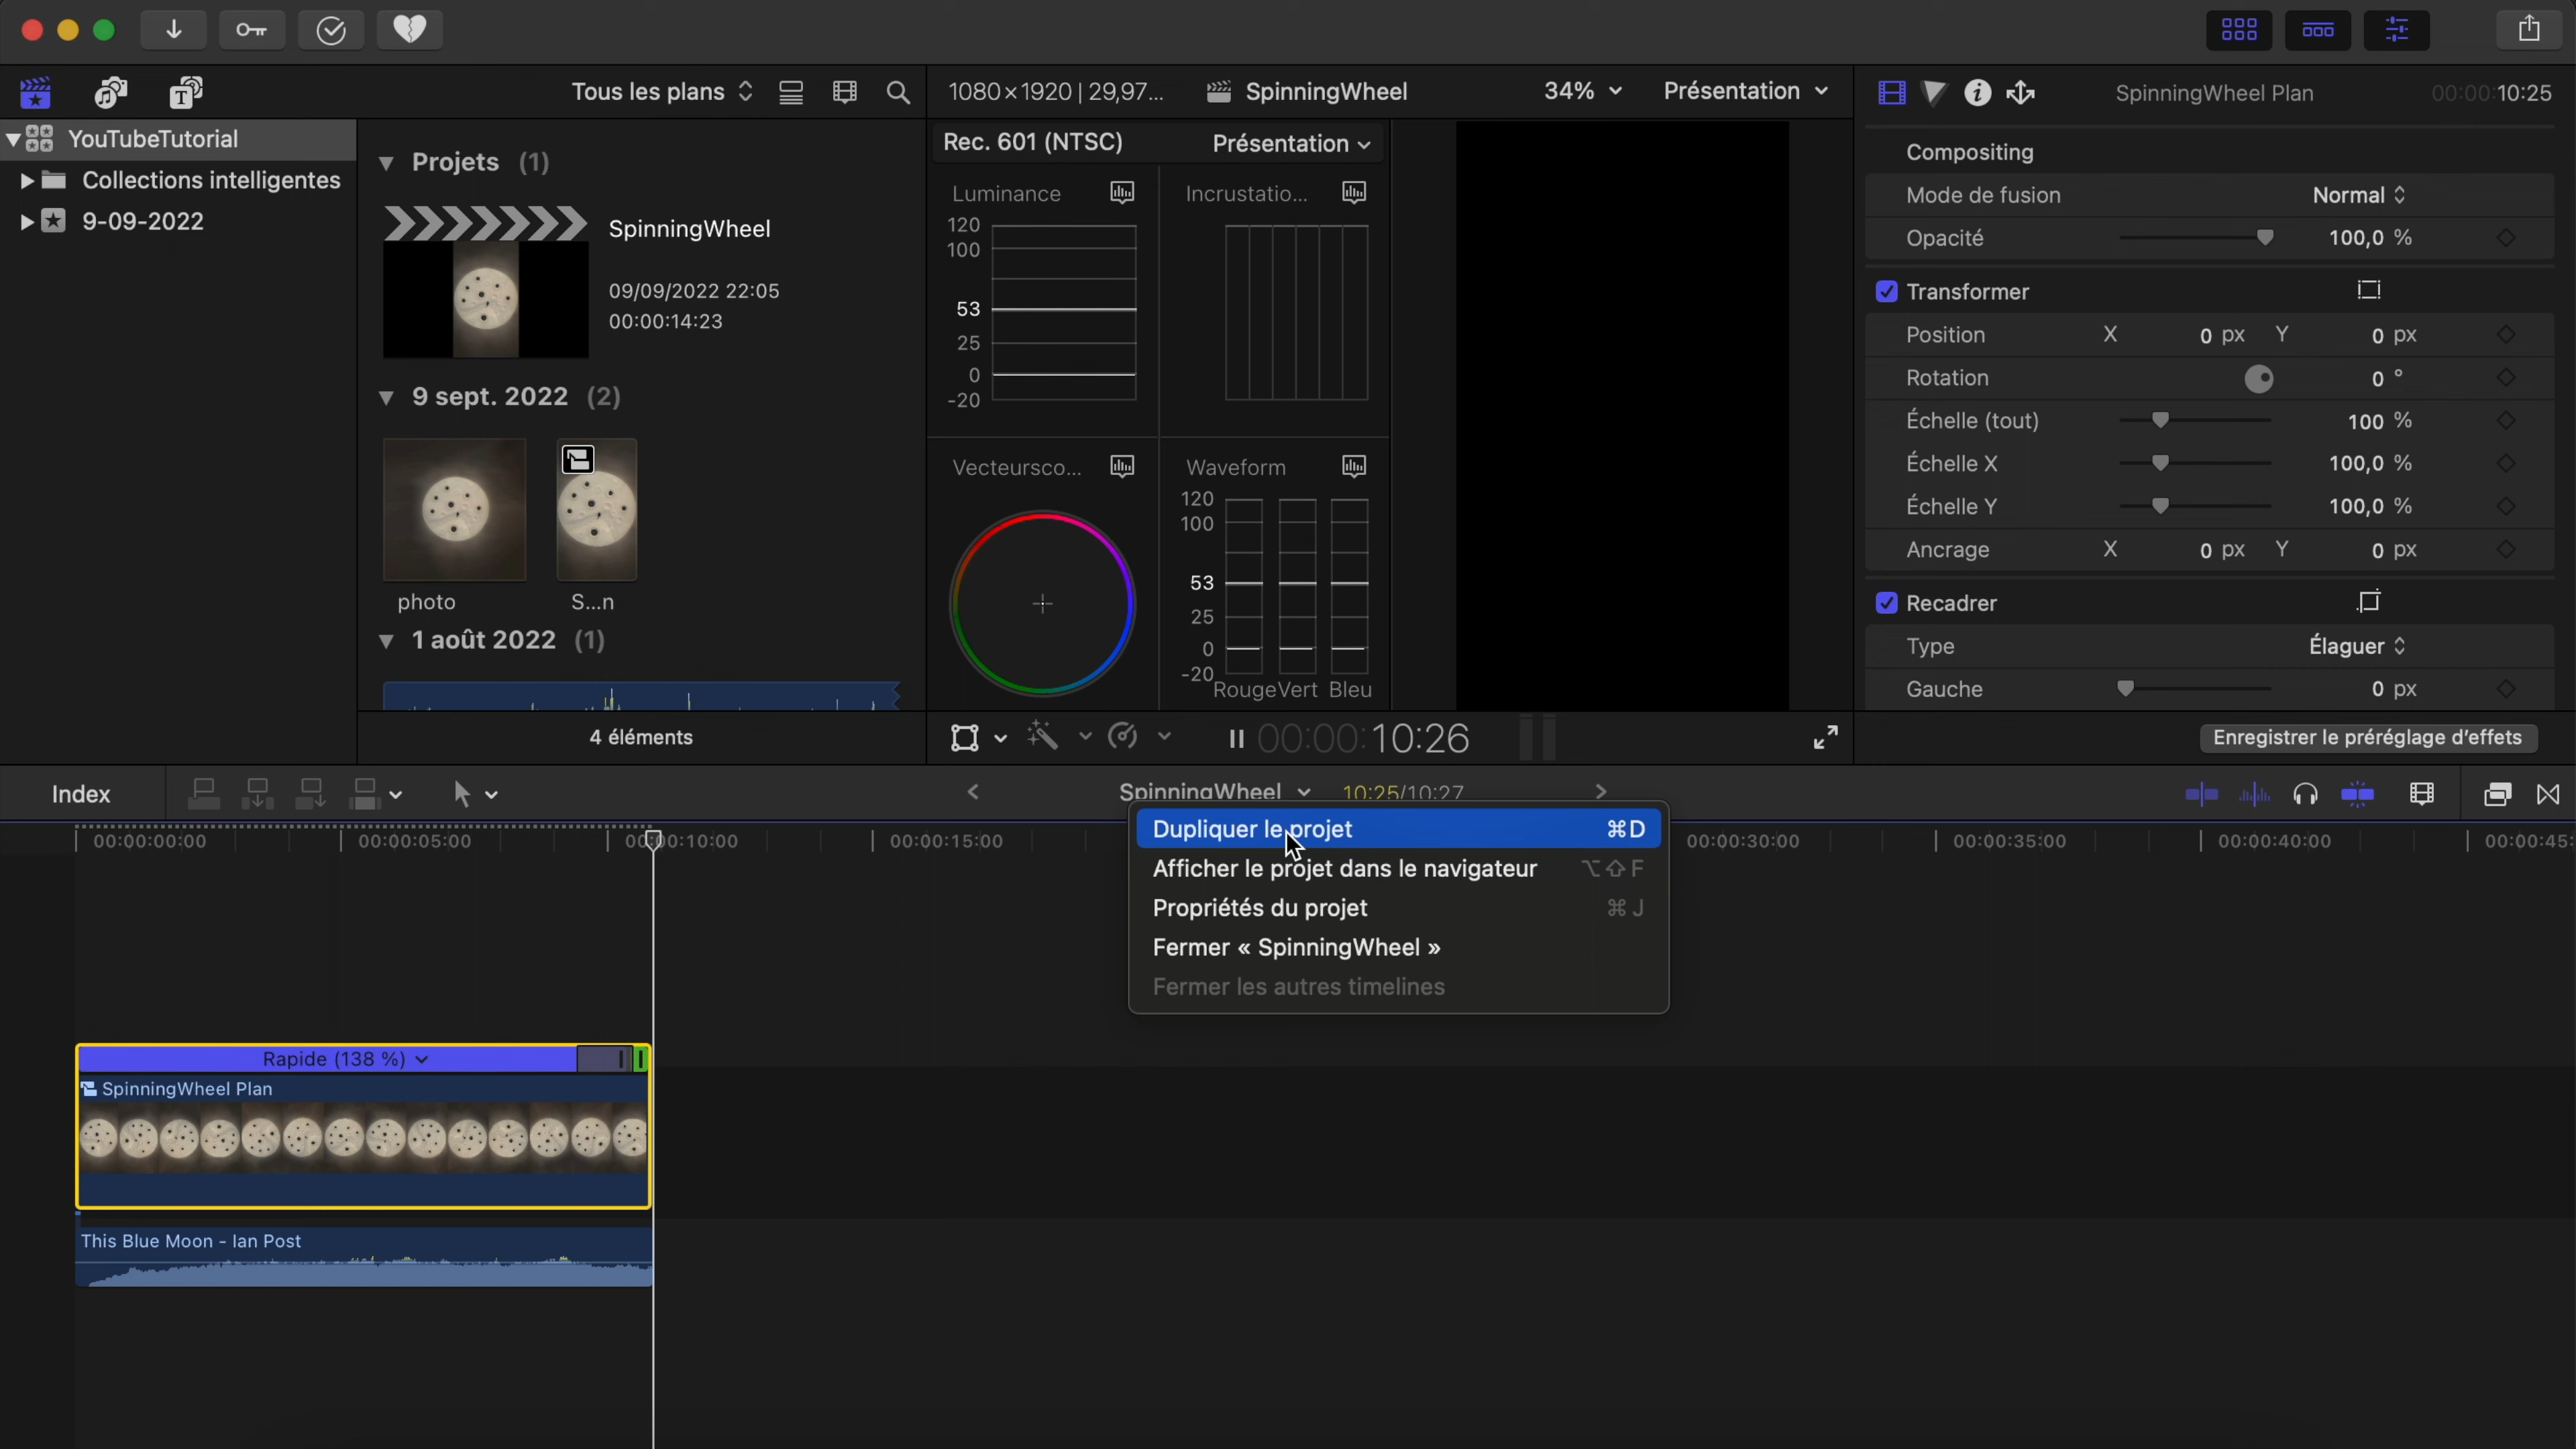 Tous les plans
1080×1920 | 29,97...
SpinningWheel
34%
Présentation
SpinningWheel Plan
00:00:10:25
YouTubeTutorial
Collections intelligentes
9-09-2022
Projets (1)
SpinningWheel
09/09/2022 22:05
00:00:14:23
9 sept. 2022 (2)
photo
S...n
1 août 2022 (1)
4 éléments
Rec. 601 (NTSC)
Présentation
Luminance
120
100
53
25
0
-20
Incrustatio...
Vecteursco...
Waveform
120
100
53
25
0
-20
Rouge Vert Bleu
00:00:10:26
Compositing
Mode de fusion Normal
Opacité 100,0 %
Transformer
Position X 0 px Y 0 px
Rotation 0 °
Échelle (tout) 100 %
Échelle X 100,0 %
Échelle Y 100,0 %
Ancrage X 0 px Y 0 px
Recadrer
Type Élaguer
Gauche 0 px
Enregistrer le préréglage d'effets
Index
SpinningWheel
10:25/10:27
00:00:00:00
00:00:05:00
00:00:10:00
00:00:15:00
00:00:30:00
00:00:35:00
00:00:40:00
00:00:45:
Dupliquer le projet ⌘D
Afficher le projet dans le navigateur ⌥⇧F
Propriétés du projet ⌘J
Fermer « SpinningWheel »
Fermer les autres timelines
Rapide (138 %)
SpinningWheel Plan
This Blue Moon - Ian Post